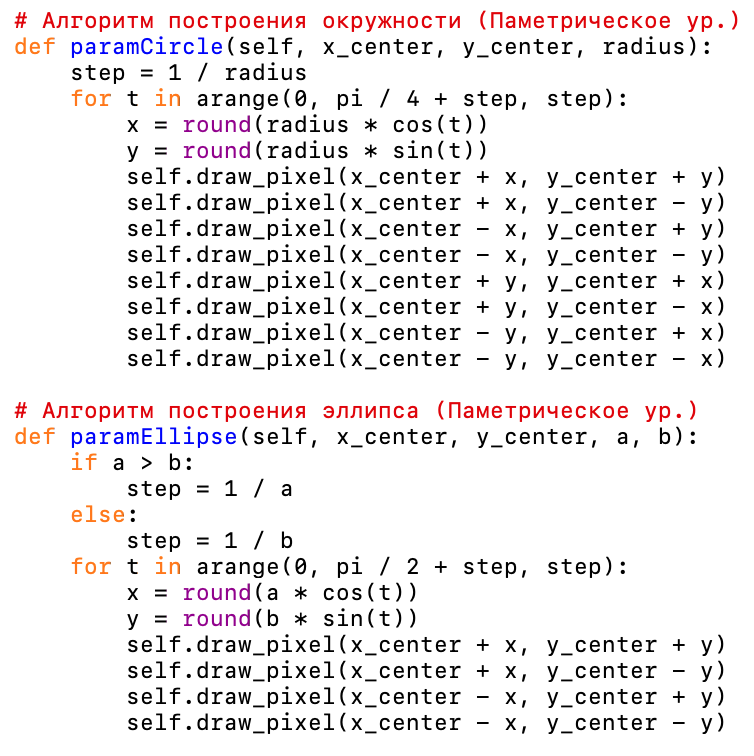 # Алгоритм построения окружности (Паметрическое ур.)
def paramCircle(self, x_center, y_center, radius):
    step = 1 / radius
    for t in arange(0, pi / 4 + step, step):
        x = round(radius * cos(t))
        y = round(radius * sin(t))
        self.draw_pixel(x_center + x, y_center + y)
        self.draw_pixel(x_center + x, y_center - y)
        self.draw_pixel(x_center - x, y_center + y)
        self.draw_pixel(x_center - x, y_center - y)
        self.draw_pixel(x_center + y, y_center + x)
        self.draw_pixel(x_center + y, y_center - x)
        self.draw_pixel(x_center - y, y_center + x)
        self.draw_pixel(x_center - y, y_center - x)

# Алгоритм построения эллипса (Паметрическое ур.)
def paramEllipse(self, x_center, y_center, a, b):
    if a > b:
        step = 1 / a
    else:
        step = 1 / b
    for t in arange(0, pi / 2 + step, step):
        x = round(a * cos(t))
        y = round(b * sin(t))
        self.draw_pixel(x_center + x, y_center + y)
        self.draw_pixel(x_center + x, y_center - y)
        self.draw_pixel(x_center - x, y_center + y)
        self.draw_pixel(x_center - x, y_center - y)